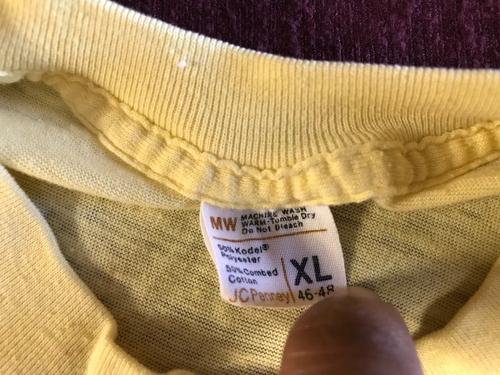 MW MACHINE WASH
WARM-Tumble Dry
Do Not Bleach
50% Kodel®
Polyester
50% Combed
Cotton
XL
JCPenney
46-48